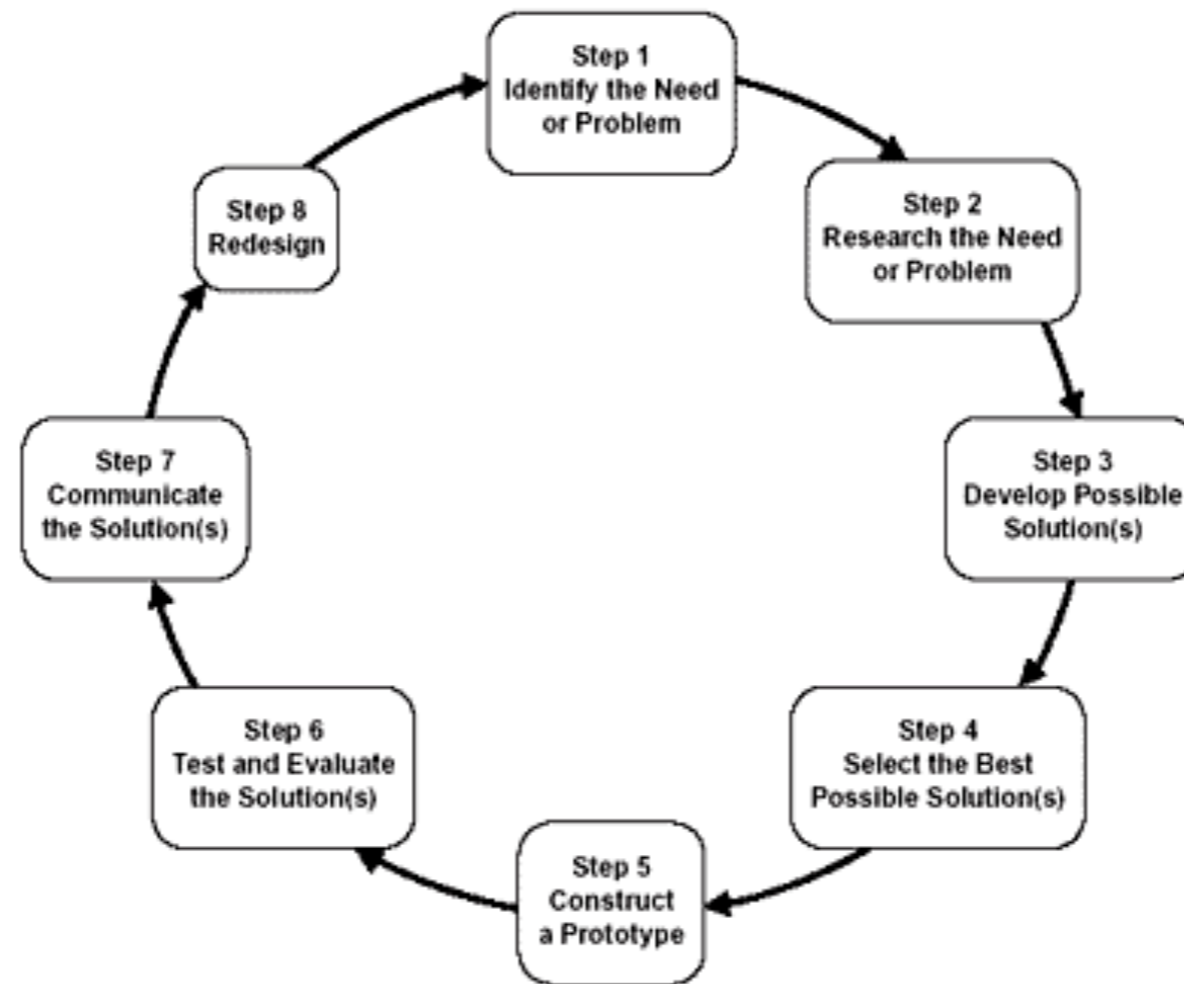 Step 1
Identify the Need
or Problem
Step 2
Research the Need
or Problem
Step 3
Develop Possible
Solution(s)
Step 4
Select the Best
Possible Solution(s)
Step 5
Construct
a Prototype
Step 6
Test and Evaluate
the Solution(s)
Step 7
Communicate
the Solution(s)
Step 8
Redesign